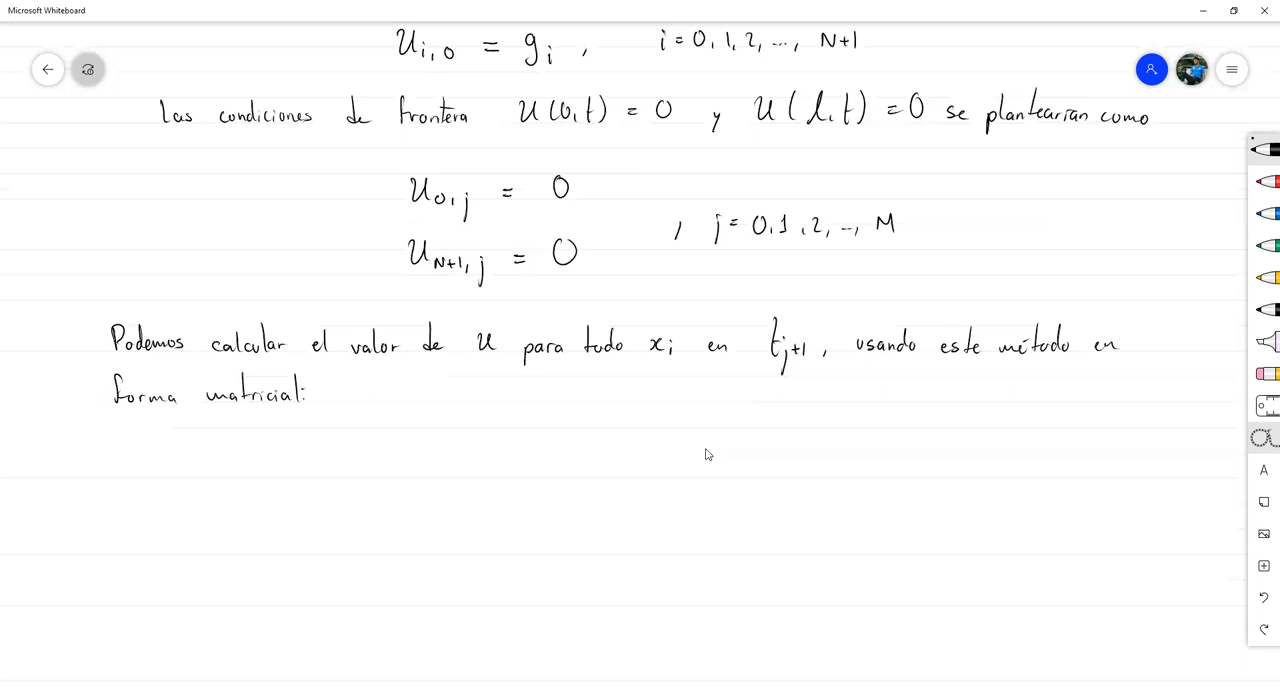 Microsoft Whiteboard
u_{i,0} = g_i , i = 0, 1, 2, ..., N+1
Las condiciones de frontera u(0,t) = 0 y u(l,t) = 0 se plantearían como
u_{0,j} = 0
, j = 0,1,2,..., M
u_{N+1,j} = 0
Podemos calcular el valor de u para todo x_i en t_{j+1}, usando este método en
forma matricial:
A